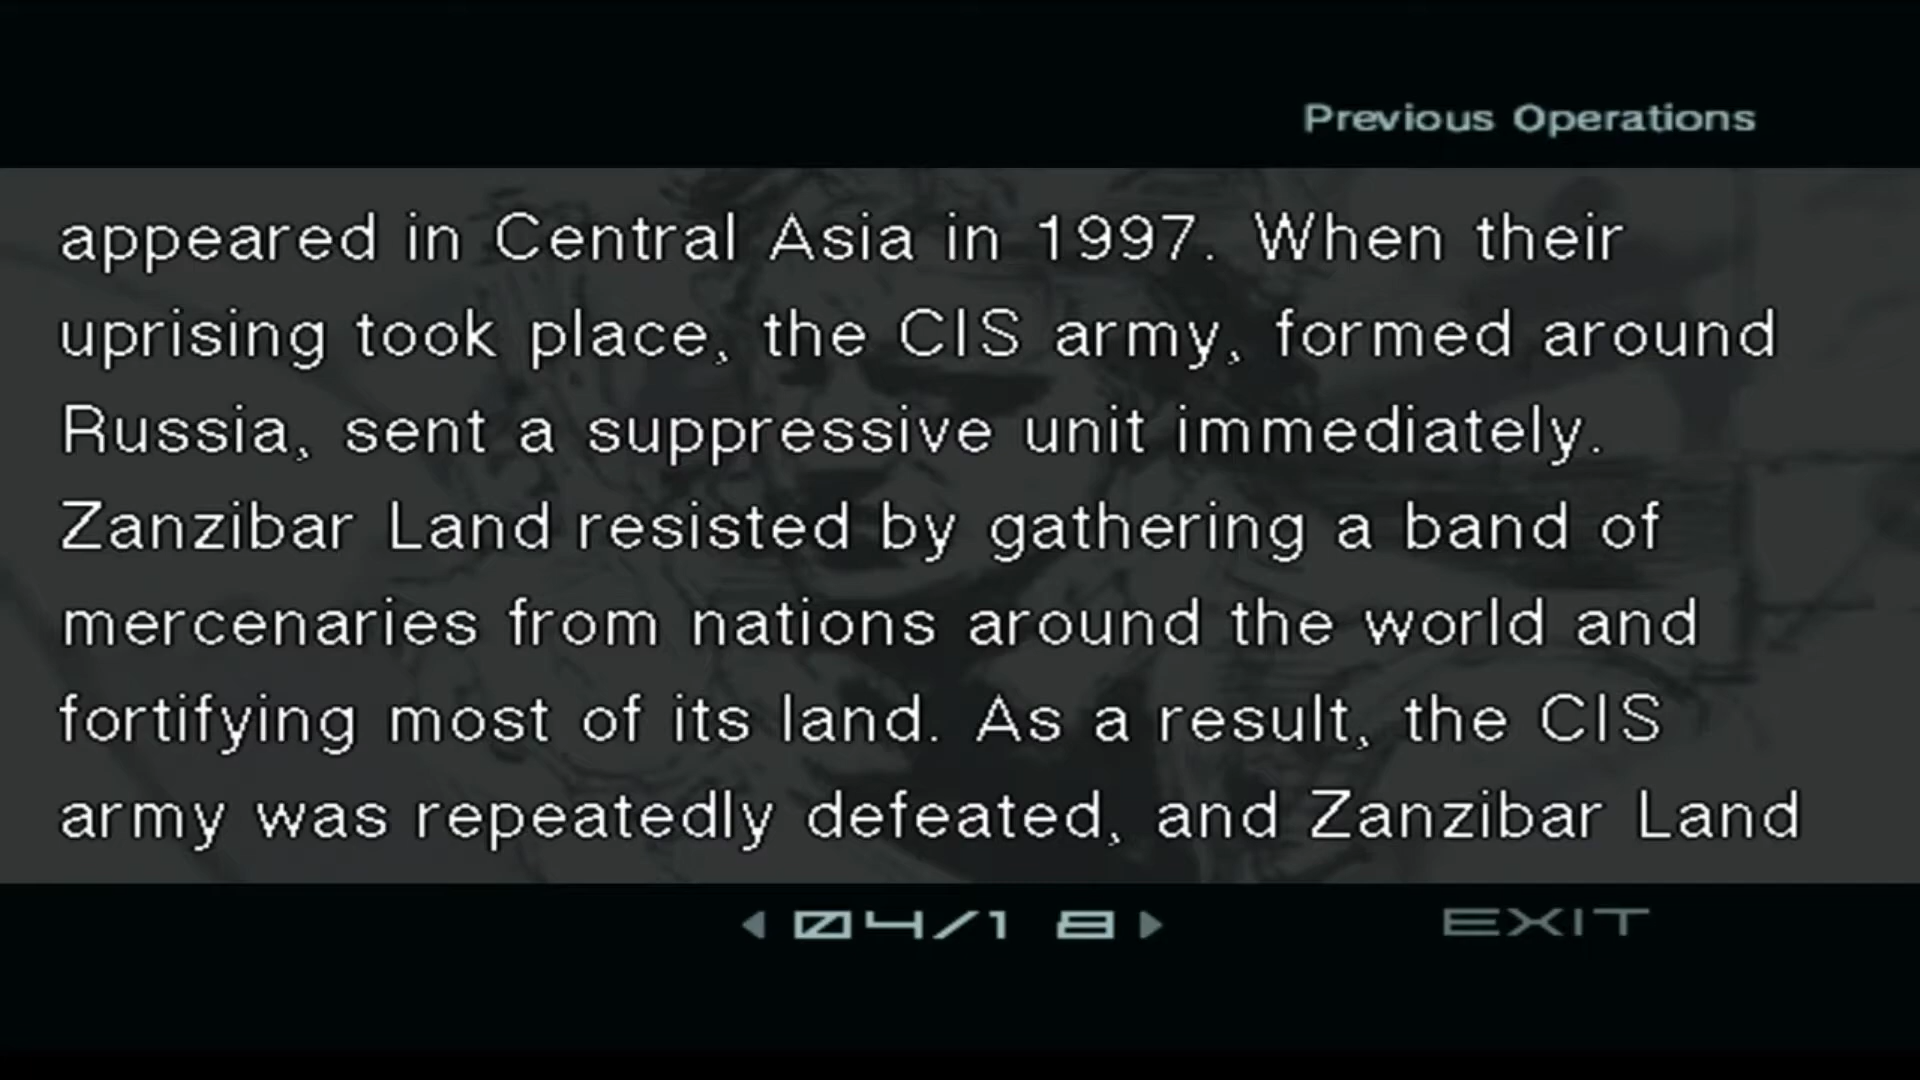 Previous Operations
appeared in Central Asia in 1997. When their
uprising took place, the CIS army, formed around
Russia, sent a suppressive unit immediately.
Zanzibar Land resisted by gathering a band of
mercenaries from nations around the world and
fortifying most of its land. As a result, the CIS
army was repeatedly defeated, and Zanzibar Land
04/18 EXIT